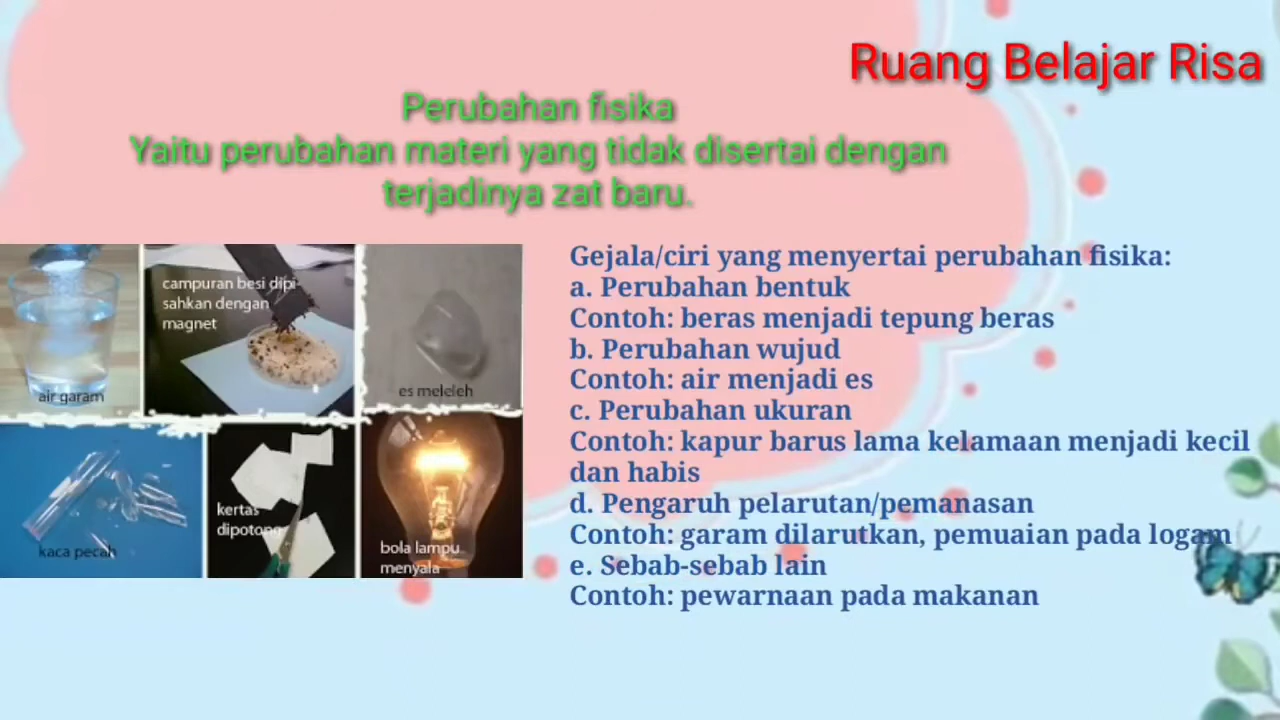 Ruang Belajar Risa
Perubahan fisika
Yaitu perubahan materi yang tidak disertai dengan
terjadinya zat baru.
air garam
campuran besi dipi-
sahkan dengan
magnet
es meleleh
kaca pecah
kertas
dipotong
bola lampu
menyala
Gejala/ciri yang menyertai perubahan fisika:
a. Perubahan bentuk
Contoh: beras menjadi tepung beras
b. Perubahan wujud
Contoh: air menjadi es
c. Perubahan ukuran
Contoh: kapur barus lama kelamaan menjadi kecil
dan habis
d. Pengaruh pelarutan/pemanasan
Contoh: garam dilarutkan, pemuaian pada logam
e. Sebab-sebab lain
Contoh: pewarnaan pada makanan